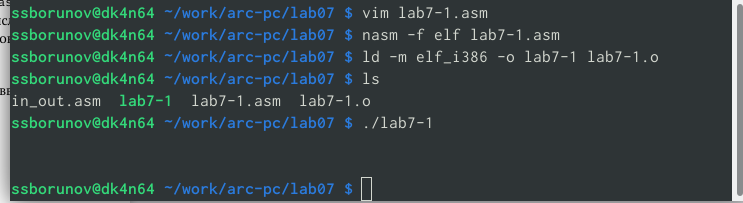 ssborunov@dk4n64 ~/work/arc-pc/lab07 $ vim lab7-1.asm
ssborunov@dk4n64 ~/work/arc-pc/lab07 $ nasm -f elf lab7-1.asm
ssborunov@dk4n64 ~/work/arc-pc/lab07 $ ld -m elf_i386 -o lab7-1 lab7-1.o
ssborunov@dk4n64 ~/work/arc-pc/lab07 $ ls
in_out.asm  lab7-1  lab7-1.asm  lab7-1.o
ssborunov@dk4n64 ~/work/arc-pc/lab07 $ ./lab7-1
ssborunov@dk4n64 ~/work/arc-pc/lab07 $